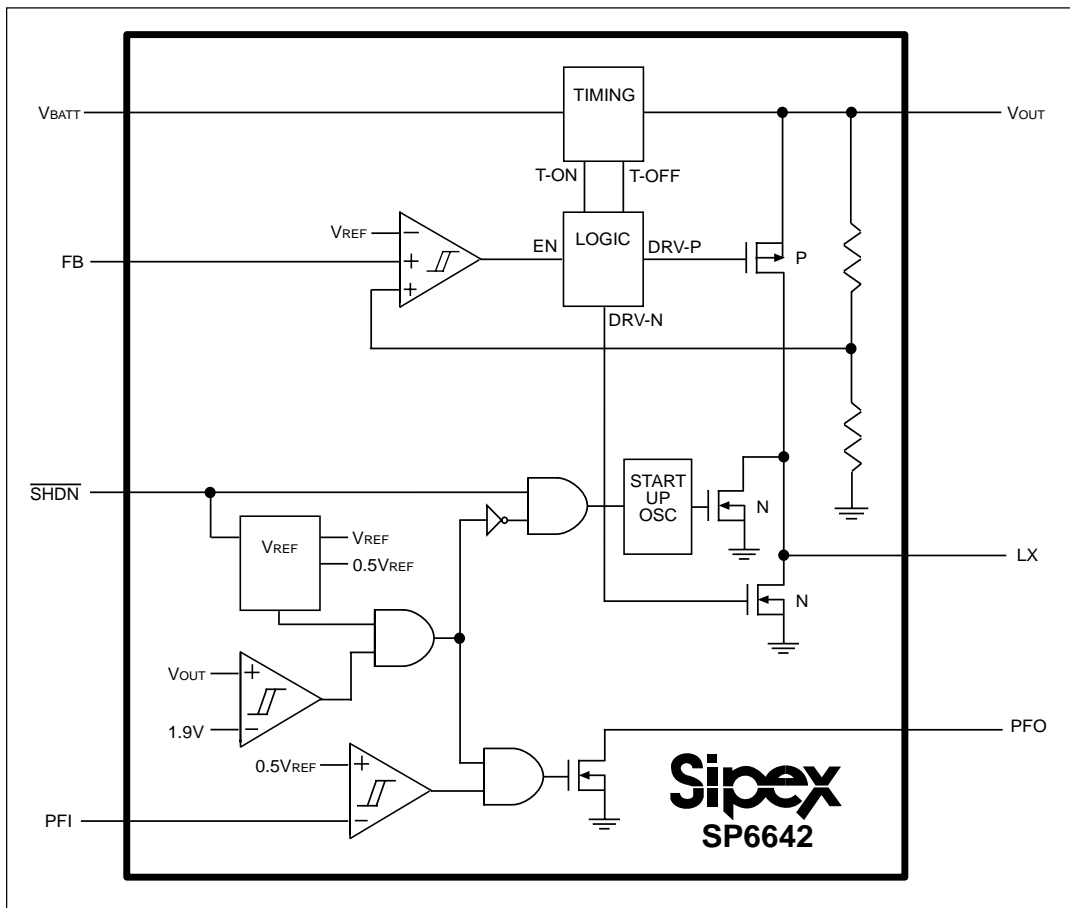 TIMING
VBATT
VOUT
T-ON
T-OFF
VREF
−
LOGIC
EN
DRV-P
FB
+
P
+
DRV-N
SHDN
START
UP
OSC
N
VREF
VREF
0.5VREF
LX
N
VOUT
+
1.9V
−
PFO
0.5VREF
+
Sipex
PFI
−
SP6642